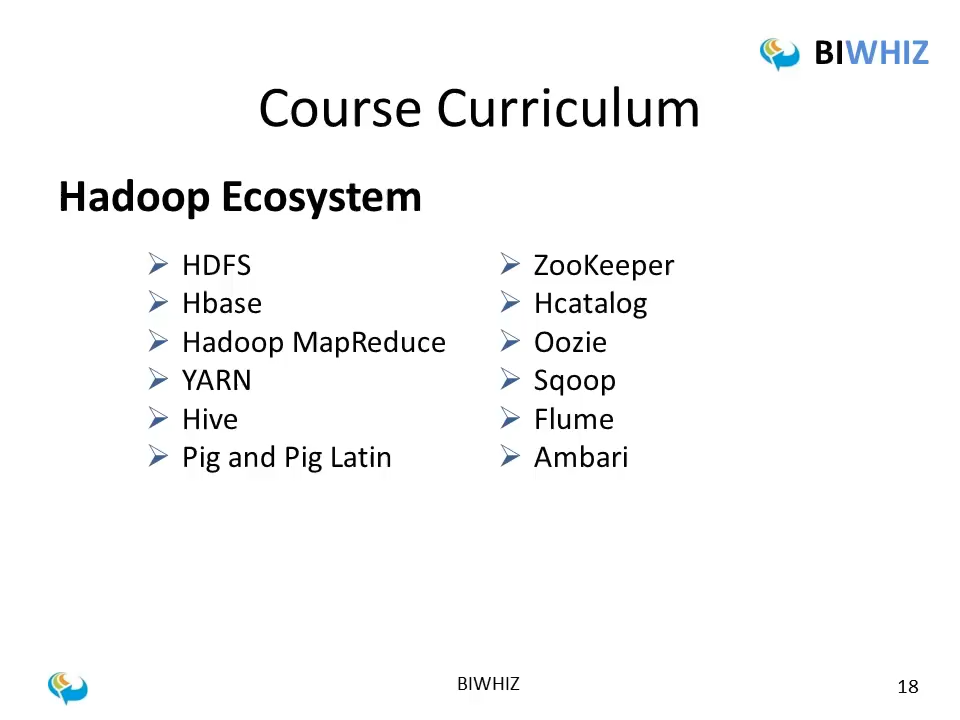 BIWHIZ
Course Curriculum
Hadoop Ecosystem
HDFS
Hbase
Hadoop MapReduce
YARN
Hive
Pig and Pig Latin
ZooKeeper
Hcatalog
Oozie
Sqoop
Flume
Ambari
BIWHIZ
18